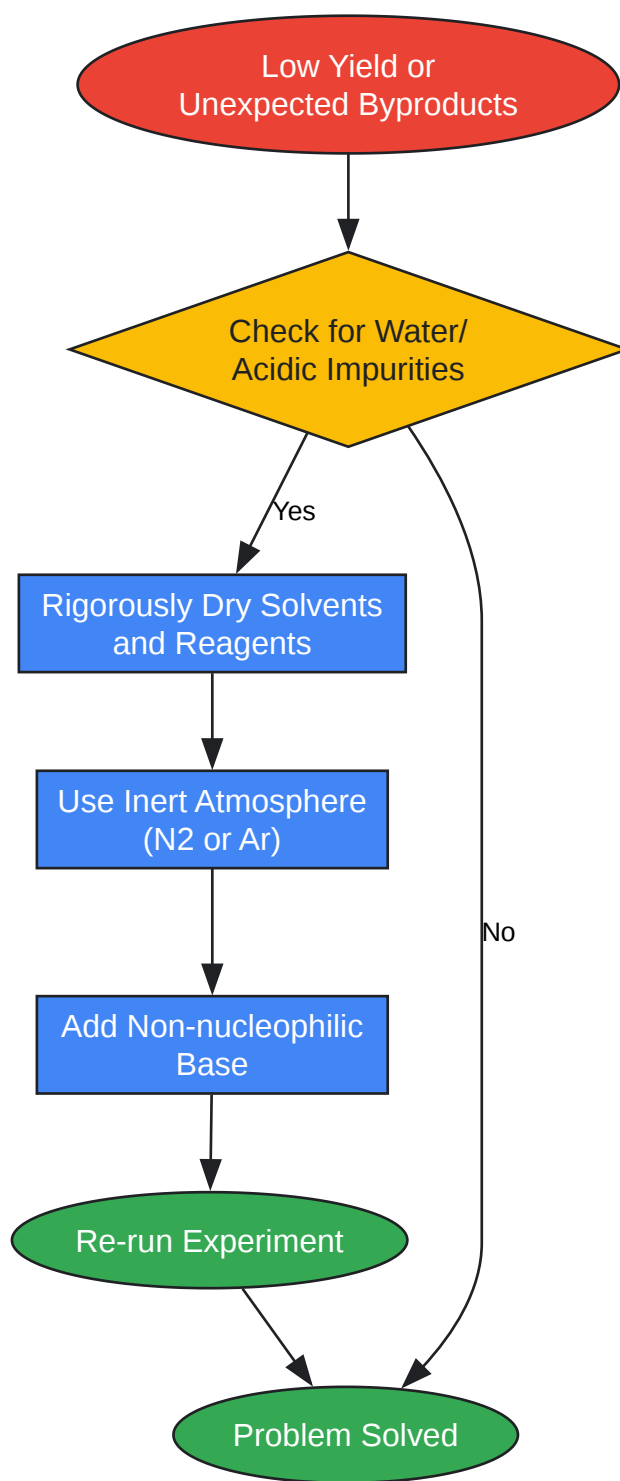 Low Yield or
Unexpected Byproducts
Check for Water/
Acidic Impurities
Yes
Rigorously Dry Solvents
and Reagents
Use Inert Atmosphere
(N2 or Ar)
No
Add Non-nucleophilic
Base
Re-run Experiment
Problem Solved